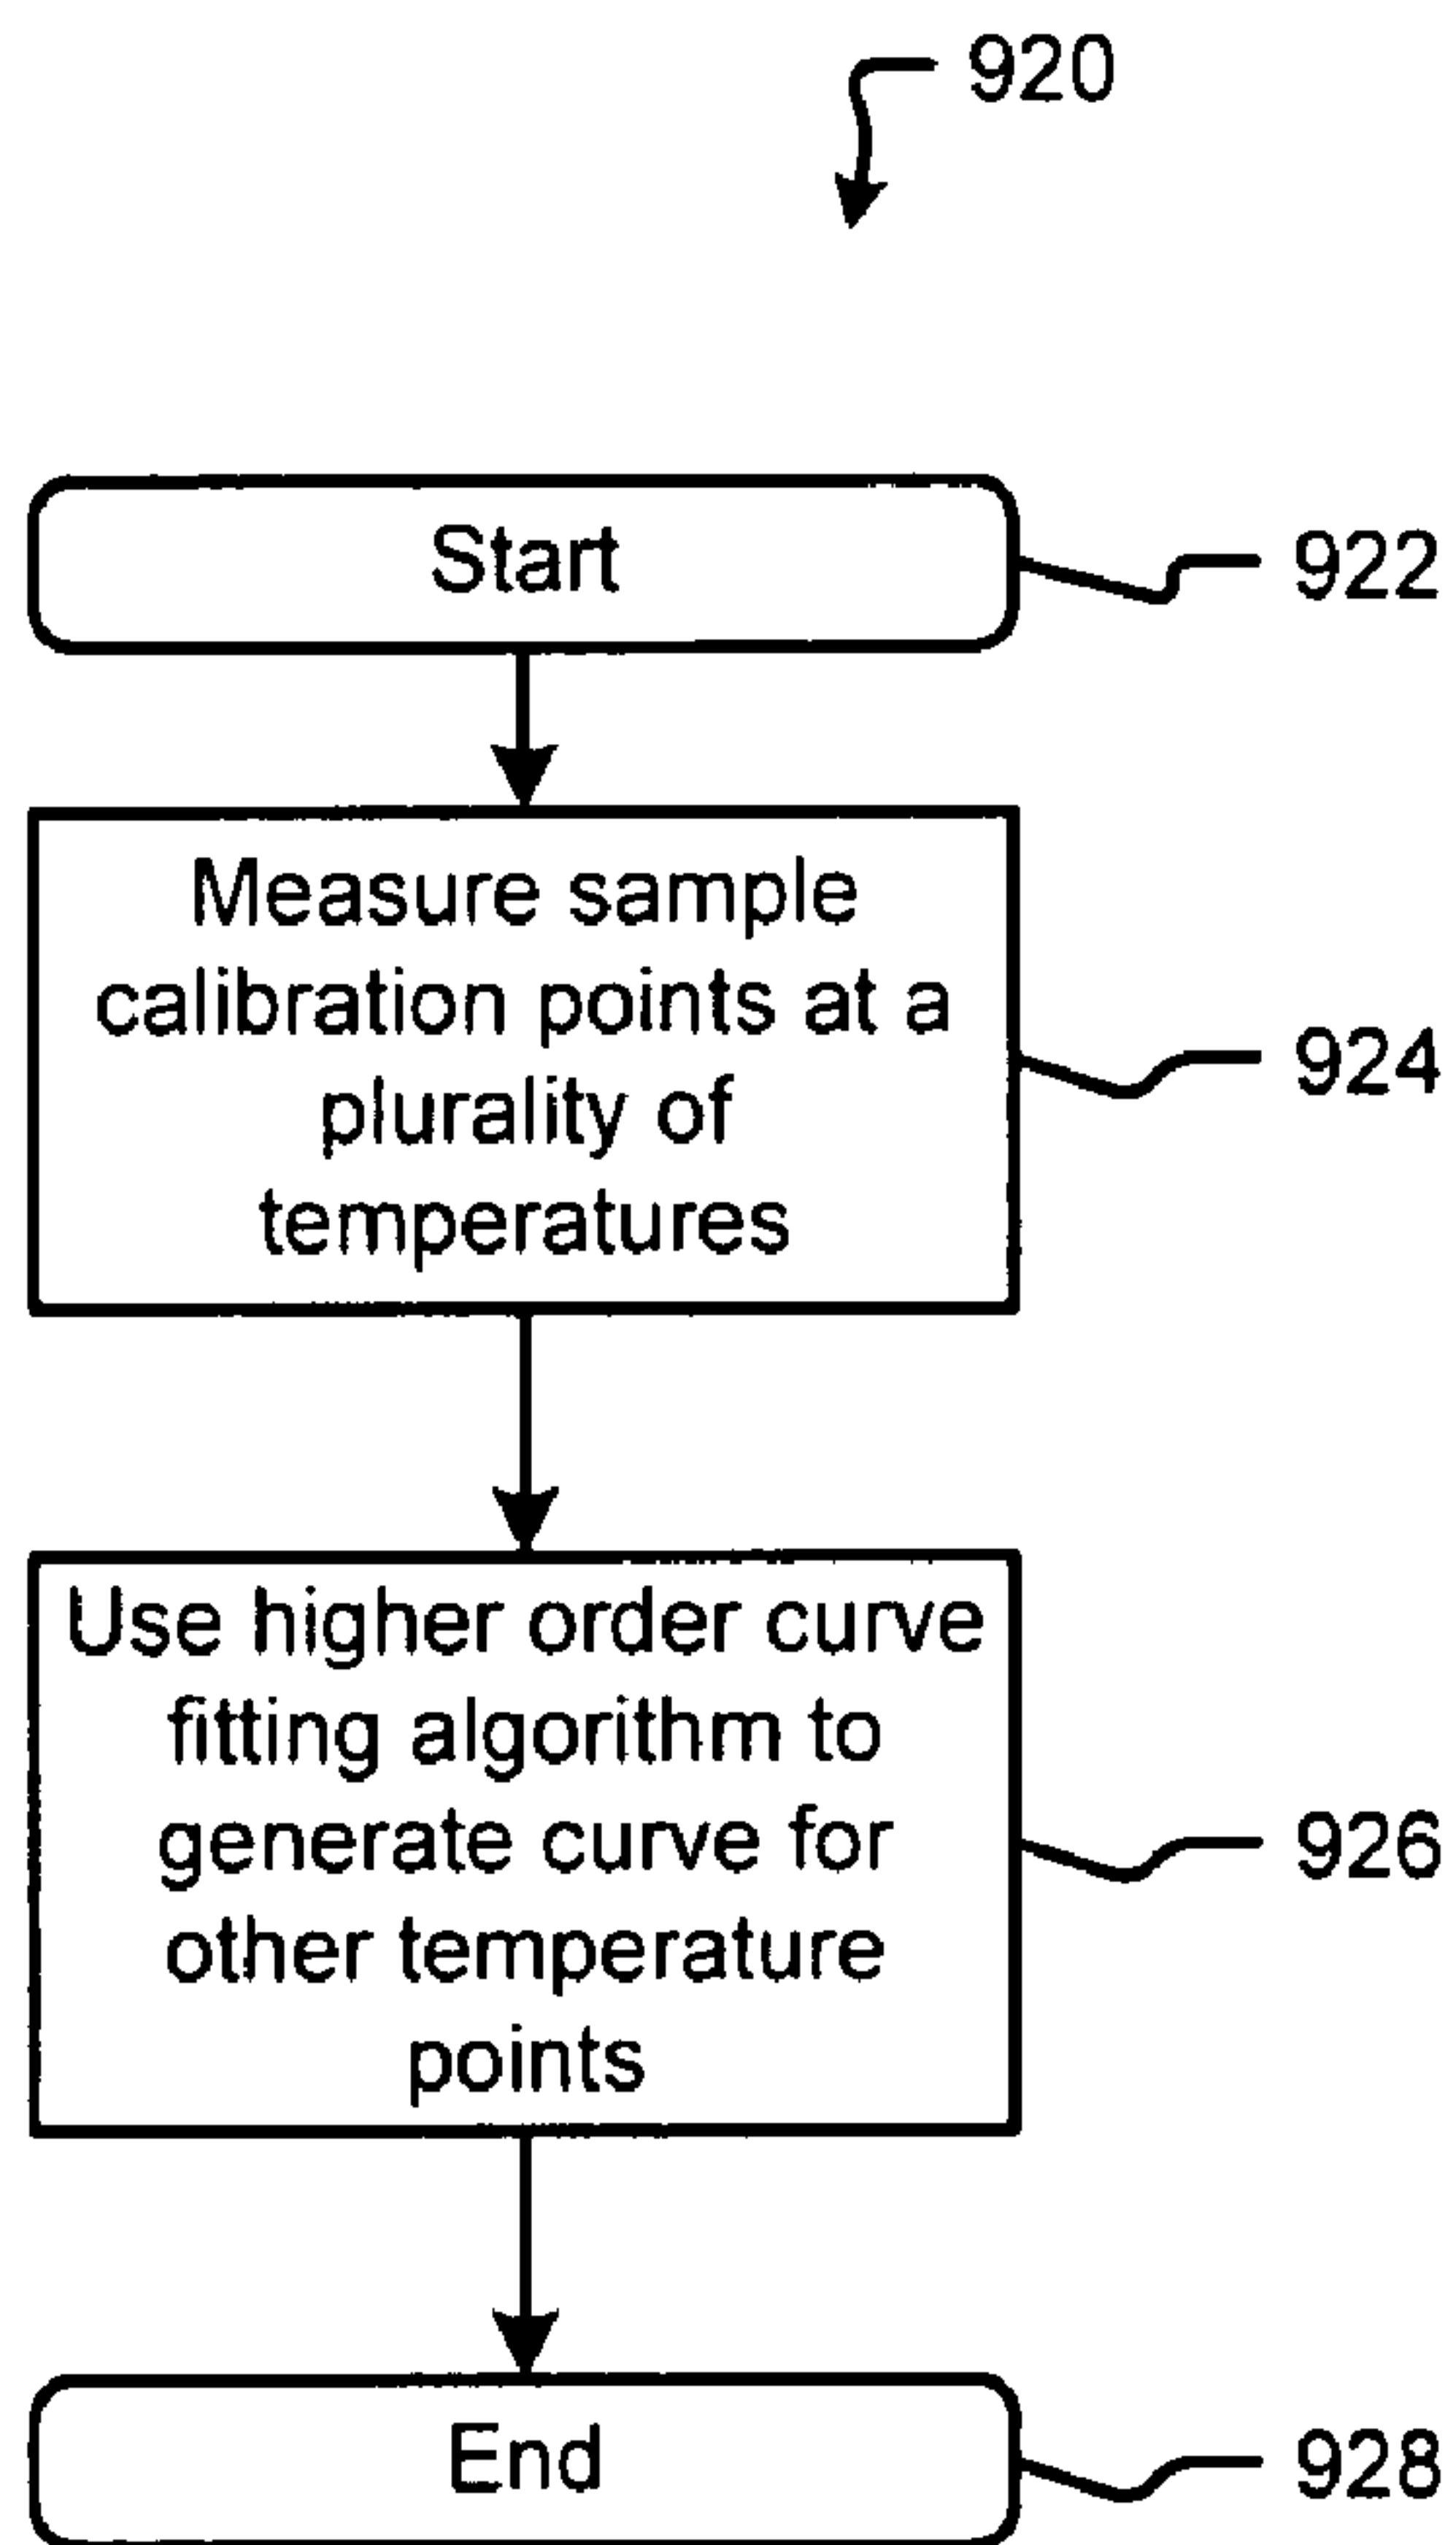 920
Start
922
Measure sample
calibration points at a
plurality of
temperatures
924
Use higher order curve
fitting algorithm to
generate curve for
other temperature
points
926
End
928